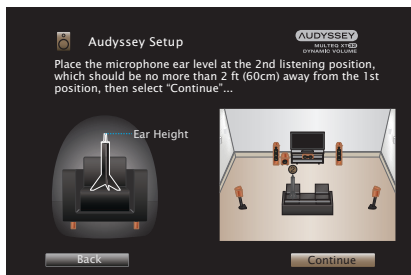 Audyssey Setup
AUDYSSEY
MULTEQ XT32
DYNAMIC VOLUME
Place the microphone ear level at the 2nd listening position,
which should be no more than 2 ft (60cm) away from the 1st
position, then select “Continue”...
Ear Height
Back
Continue